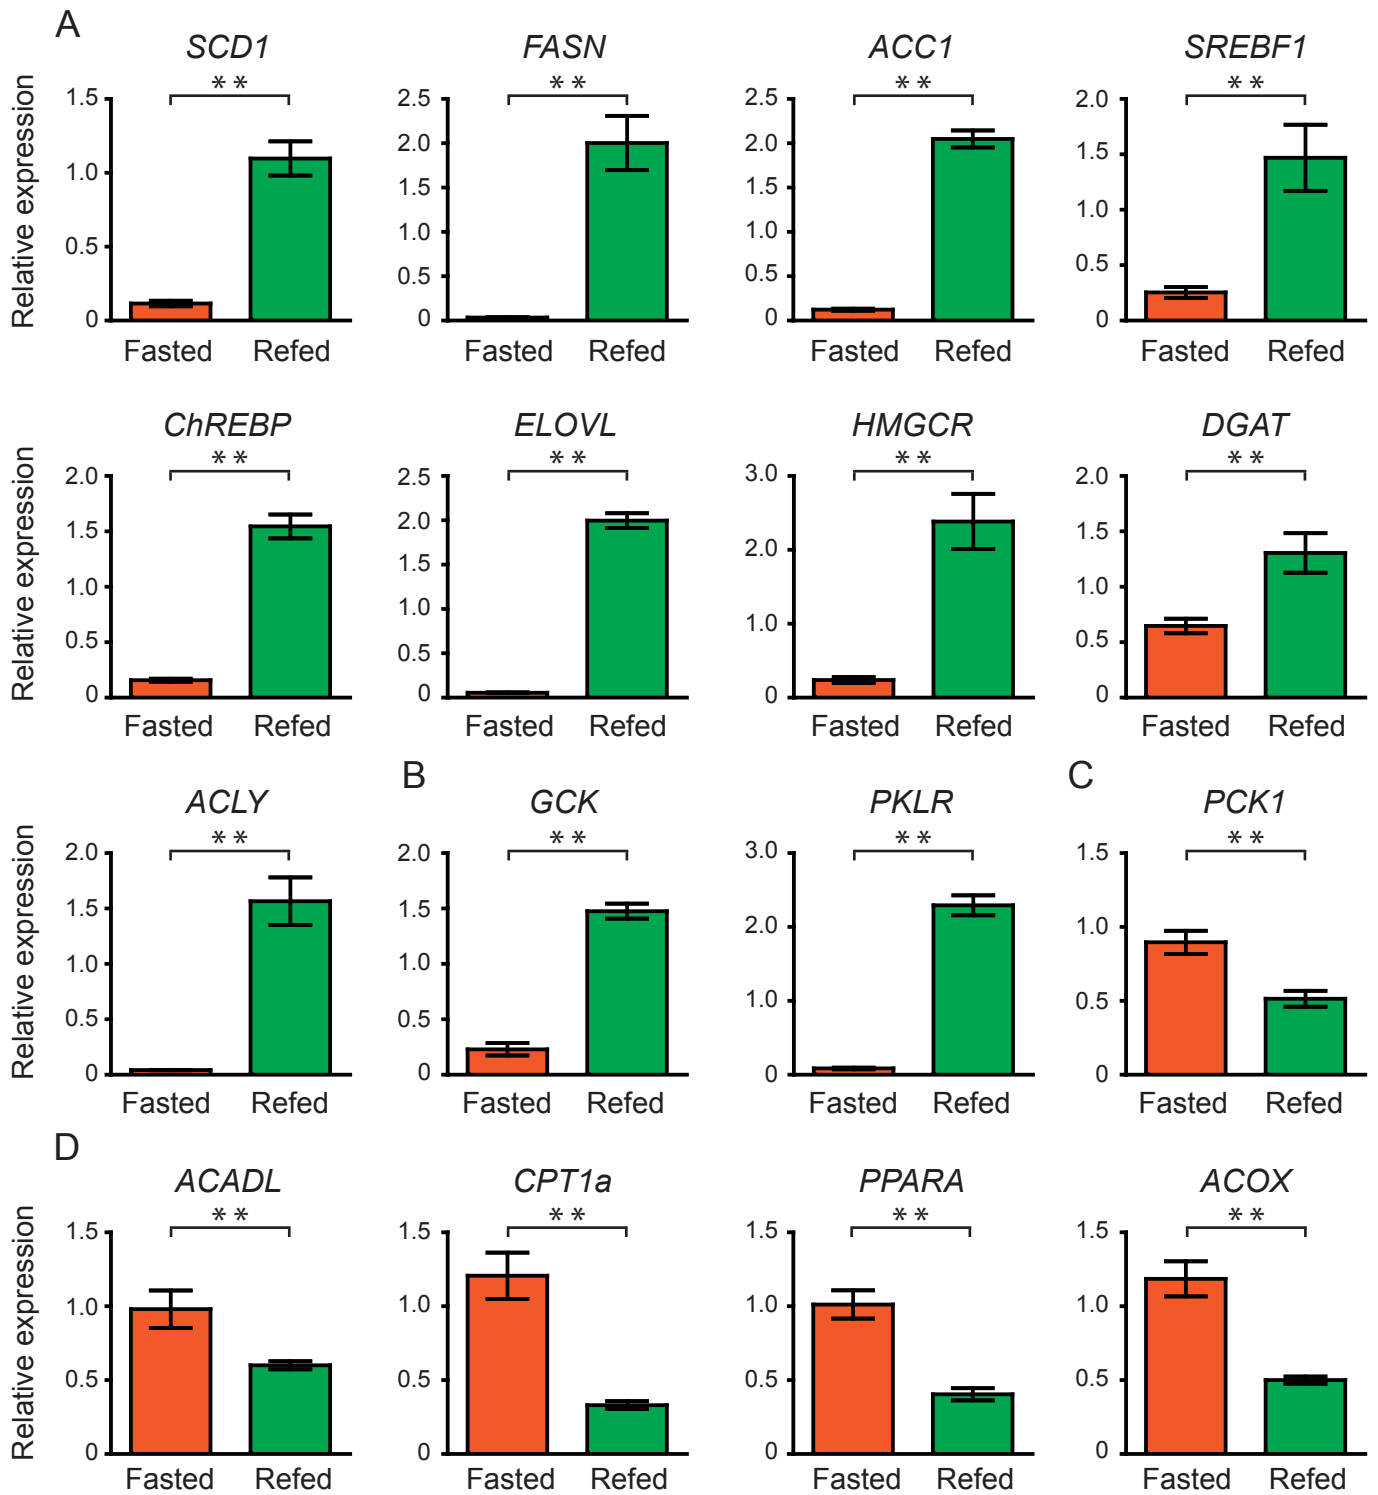 A
SCD1 FASN ACC1 SREBF1
** ** ** **
Relative expression
1.5 1.0 0.5 0
2.5 2.0 1.5 1.0 0.5 0
2.5 2.0 1.5 1.0 0.5 0
2.0 1.5 1.0 0.5 0
Fasted Refed Fasted Refed Fasted Refed Fasted Refed
ChREBP ELOVL HMGCR DGAT
** ** ** **
Relative expression
2.0 1.5 1.0 0.5 0
2.5 2.0 1.5 1.0 0.5 0
3.0 2.0 1.0 0
2.0 1.5 1.0 0.5 0
Fasted Refed Fasted Refed Fasted Refed Fasted Refed
B C
ACLY GCK PKLR PCK1
** ** ** **
Relative expression
2.0 1.5 1.0 0.5 0
2.0 1.5 1.0 0.5 0
3.0 2.0 1.0 0
1.5 1.0 0.5 0
Fasted Refed Fasted Refed Fasted Refed Fasted Refed
D
ACADL CPT1a PPARA ACOX
** ** ** **
Relative expression
1.5 1.0 0.5 0
1.5 1.0 0.5 0
1.5 1.0 0.5 0
1.5 1.0 0.5 0
Fasted Refed Fasted Refed Fasted Refed Fasted Refed